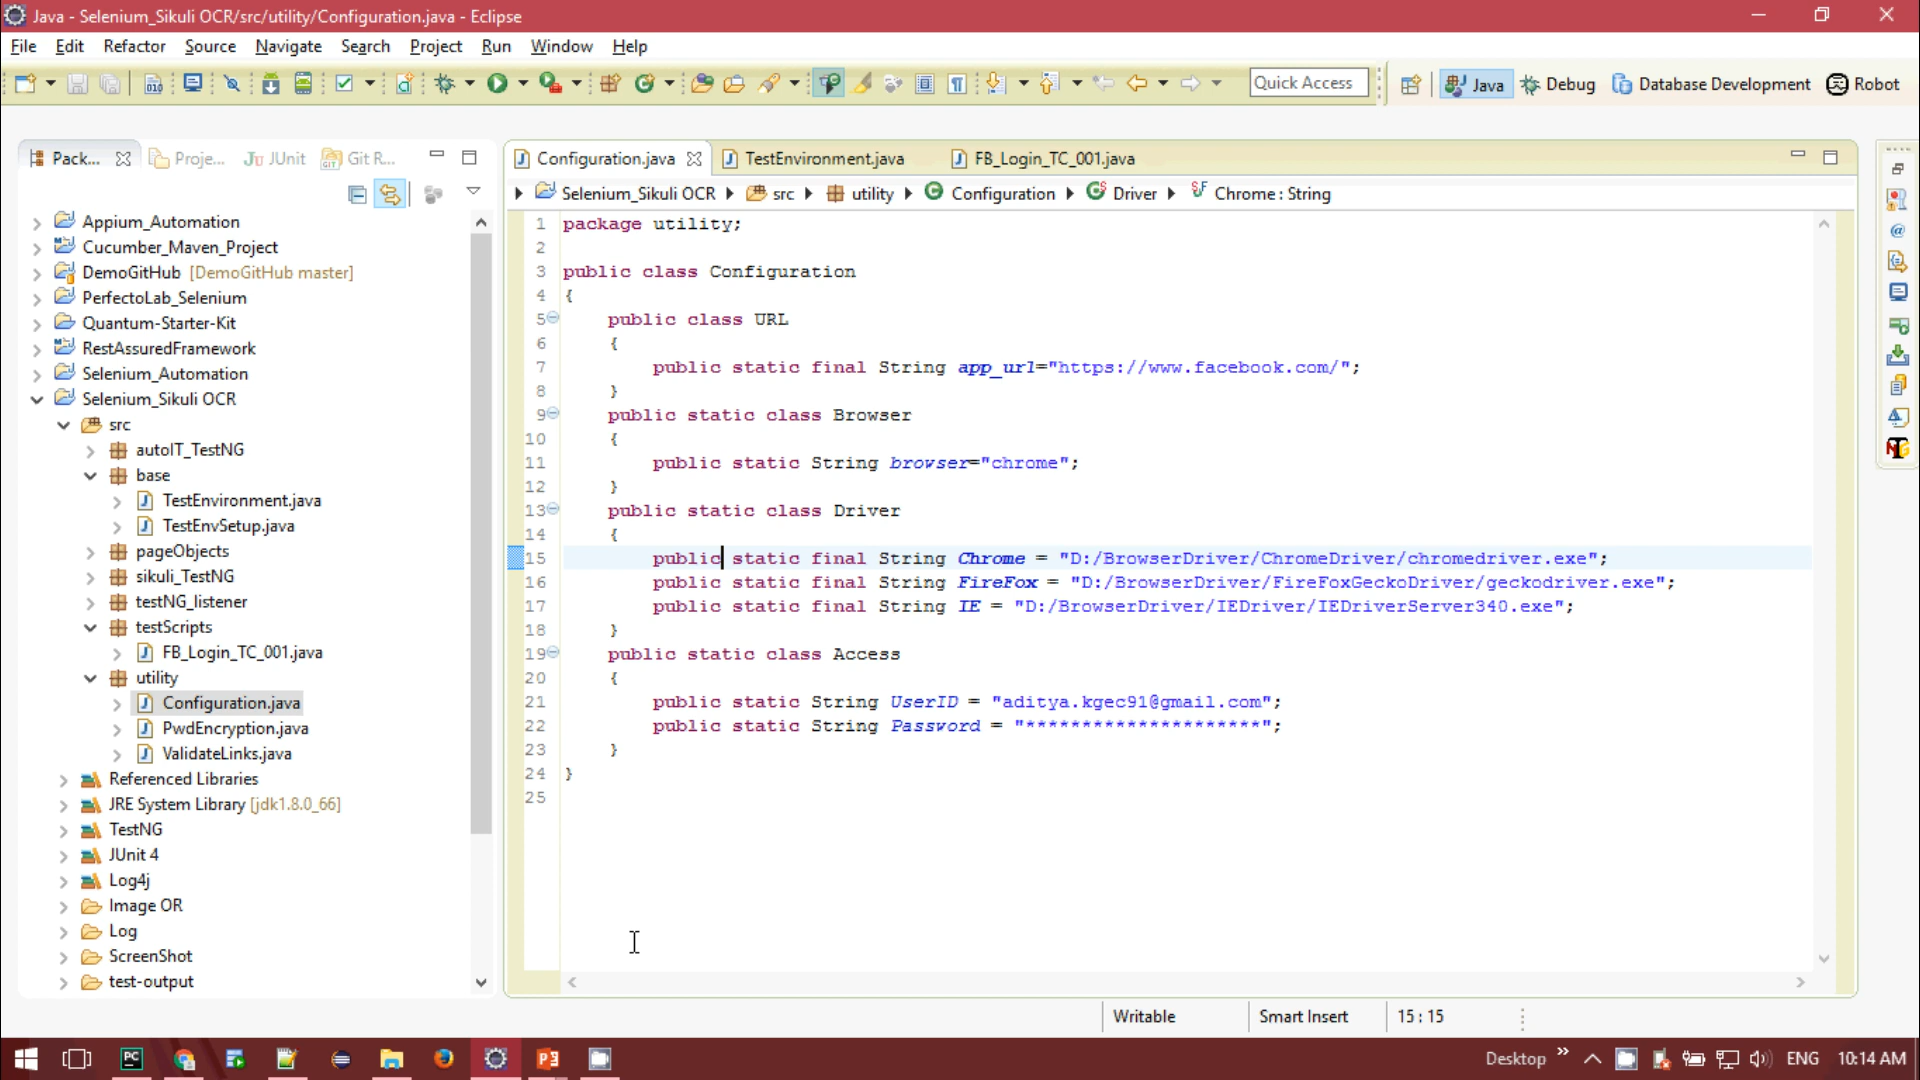 Java - Selenium_Sikuli OCR/src/utility/Configuration.java - Eclipse
File Edit Refactor Source Navigate Search Project Run Window Help
Quick Access Java Debug Database Development Robot
Pack... Proje... JUnit Git R...
Configuration.java TestEnvironment.java FB_Login_TC_001.java
Selenium_Sikuli OCR src utility Configuration Driver Chrome : String
Appium_Automation
Cucumber_Maven_Project
DemoGitHub [DemoGitHub master]
PerfectoLab_Selenium
Quantum-Starter-Kit
RestAssuredFramework
Selenium_Automation
Selenium_Sikuli OCR
src
autoIT_TestNG
base
TestEnvironment.java
TestEnvSetup.java
pageObjects
sikuli_TestNG
testNG_listener
testScripts
FB_Login_TC_001.java
utility
Configuration.java
PwdEncryption.java
ValidateLinks.java
Referenced Libraries
JRE System Library [jdk1.8.0_66]
TestNG
JUnit 4
Log4j
Image OR
Log
ScreenShot
test-output
1 package utility;
2
3 public class Configuration
4 {
5 public class URL
6 {
7 public static final String app_url="https://www.facebook.com/";
8 }
9 public static class Browser
10 {
11 public static String browser="chrome";
12 }
13 public static class Driver
14 {
15 public static final String Chrome = "D:/BrowserDriver/ChromeDriver/chromedriver.exe";
16 public static final String FireFox = "D:/BrowserDriver/FireFoxGeckoDriver/geckodriver.exe";
17 public static final String IE = "D:/BrowserDriver/IEDriver/IEDriverServer340.exe";
18 }
19 public static class Access
20 {
21 public static String UserID = "aditya.kgec91@gmail.com";
22 public static String Password = "*********************";
23 }
24 }
25
Writable Smart Insert 15 : 15
Desktop ENG 10:14 AM